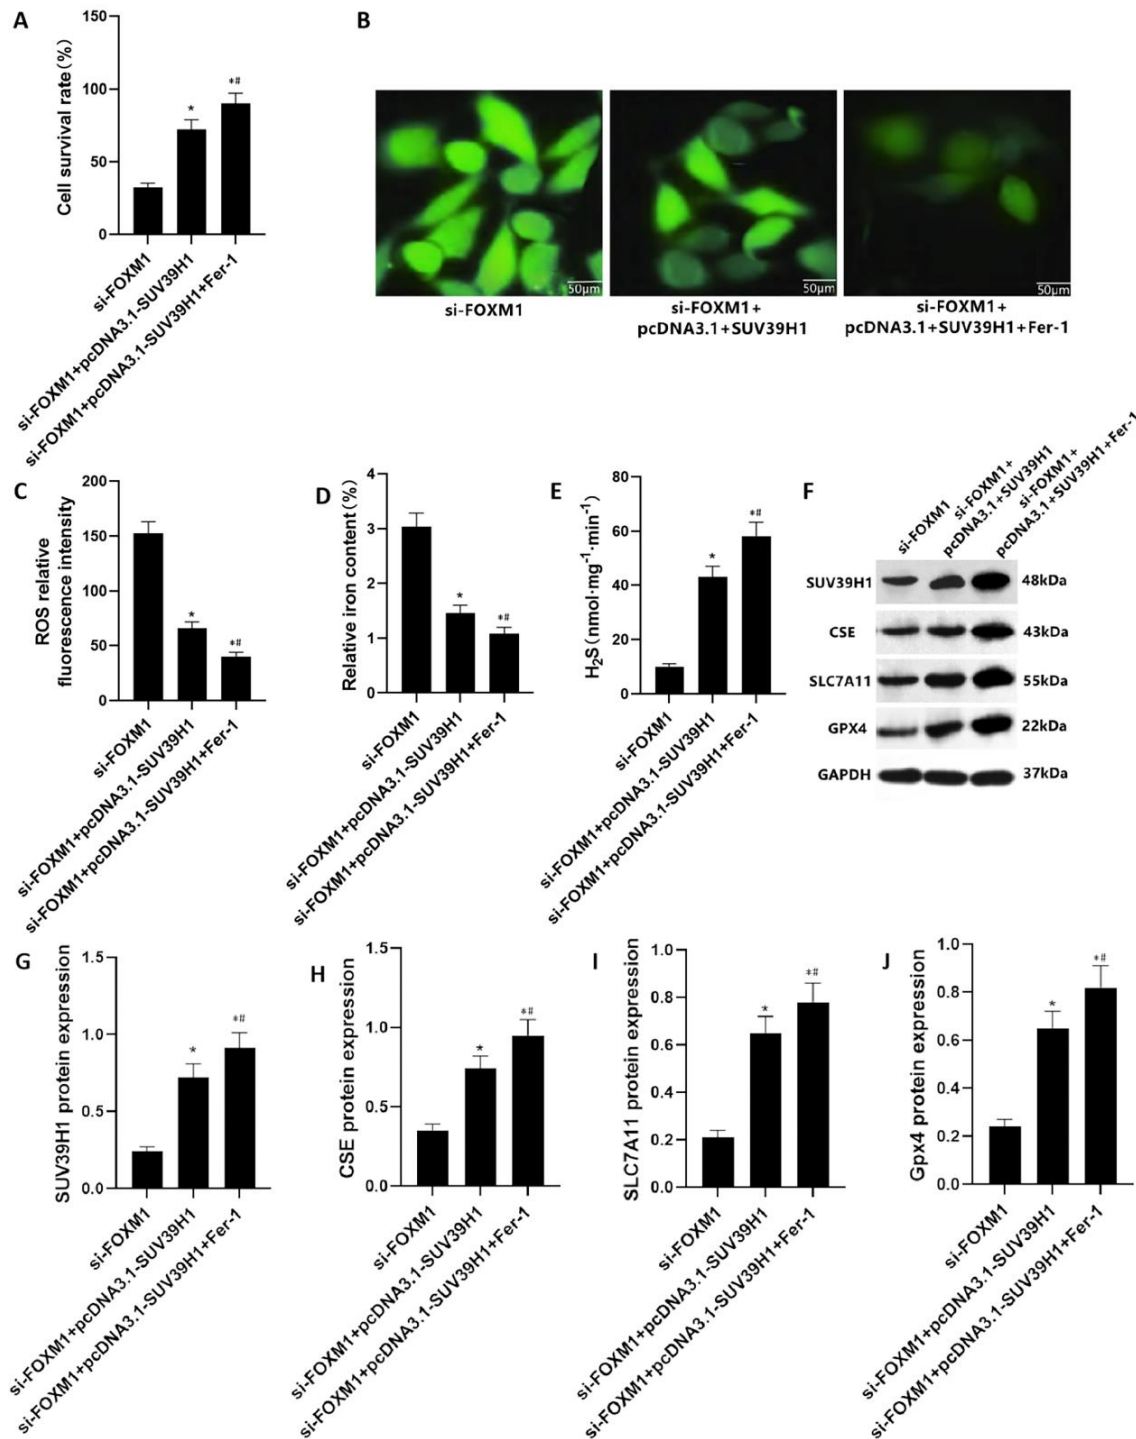 A
Cell survival rate(%)
150
100
50
0
*
*#
si-FOXM1
si-FOXM1+pcDNA3.1-SUV39H1
si-FOXM1+pcDNA3.1-SUV39H1+Fer-1
B
50μm
50μm
50μm
si-FOXM1
si-FOXM1+
pcDNA3.1+SUV39H1
si-FOXM1+
pcDNA3.1+SUV39H1+Fer-1
C
ROS relative
fluorescence intensity
200
150
100
50
0
*
*#
si-FOXM1
si-FOXM1+pcDNA3.1-SUV39H1
si-FOXM1+pcDNA3.1-SUV39H1+Fer-1
D
Relative iron content(%)
4
3
2
1
0
*
*#
si-FOXM1
si-FOXM1+pcDNA3.1-SUV39H1
si-FOXM1+pcDNA3.1-SUV39H1+Fer-1
E
H₂S(nmol·mg⁻¹·min⁻¹)
80
60
40
20
0
*
*#
si-FOXM1
si-FOXM1+pcDNA3.1-SUV39H1
si-FOXM1+pcDNA3.1-SUV39H1+Fer-1
F
si-FOXM1
si-FOXM1+
pcDNA3.1+SUV39H1
si-FOXM1+
pcDNA3.1+SUV39H1+Fer-1
SUV39H1 48kDa
CSE 43kDa
SLC7A11 55kDa
GPX4 22kDa
GAPDH 37kDa
G
SUV39H1 protein expression
1.5
1.0
0.5
0.0
*
*#
si-FOXM1
si-FOXM1+pcDNA3.1-SUV39H1
si-FOXM1+pcDNA3.1-SUV39H1+Fer-1
H
CSE protein expression
1.5
1.0
0.5
0.0
*
*#
si-FOXM1
si-FOXM1+pcDNA3.1-SUV39H1
si-FOXM1+pcDNA3.1-SUV39H1+Fer-1
I
SLC7A11 protein expression
1.0
0.8
0.6
0.4
0.2
0.0
*
*#
si-FOXM1
si-FOXM1+pcDNA3.1-SUV39H1
si-FOXM1+pcDNA3.1-SUV39H1+Fer-1
J
Gpx4 protein expression
1.0
0.8
0.6
0.4
0.2
0.0
*
*#
si-FOXM1
si-FOXM1+pcDNA3.1-SUV39H1
si-FOXM1+pcDNA3.1-SUV39H1+Fer-1